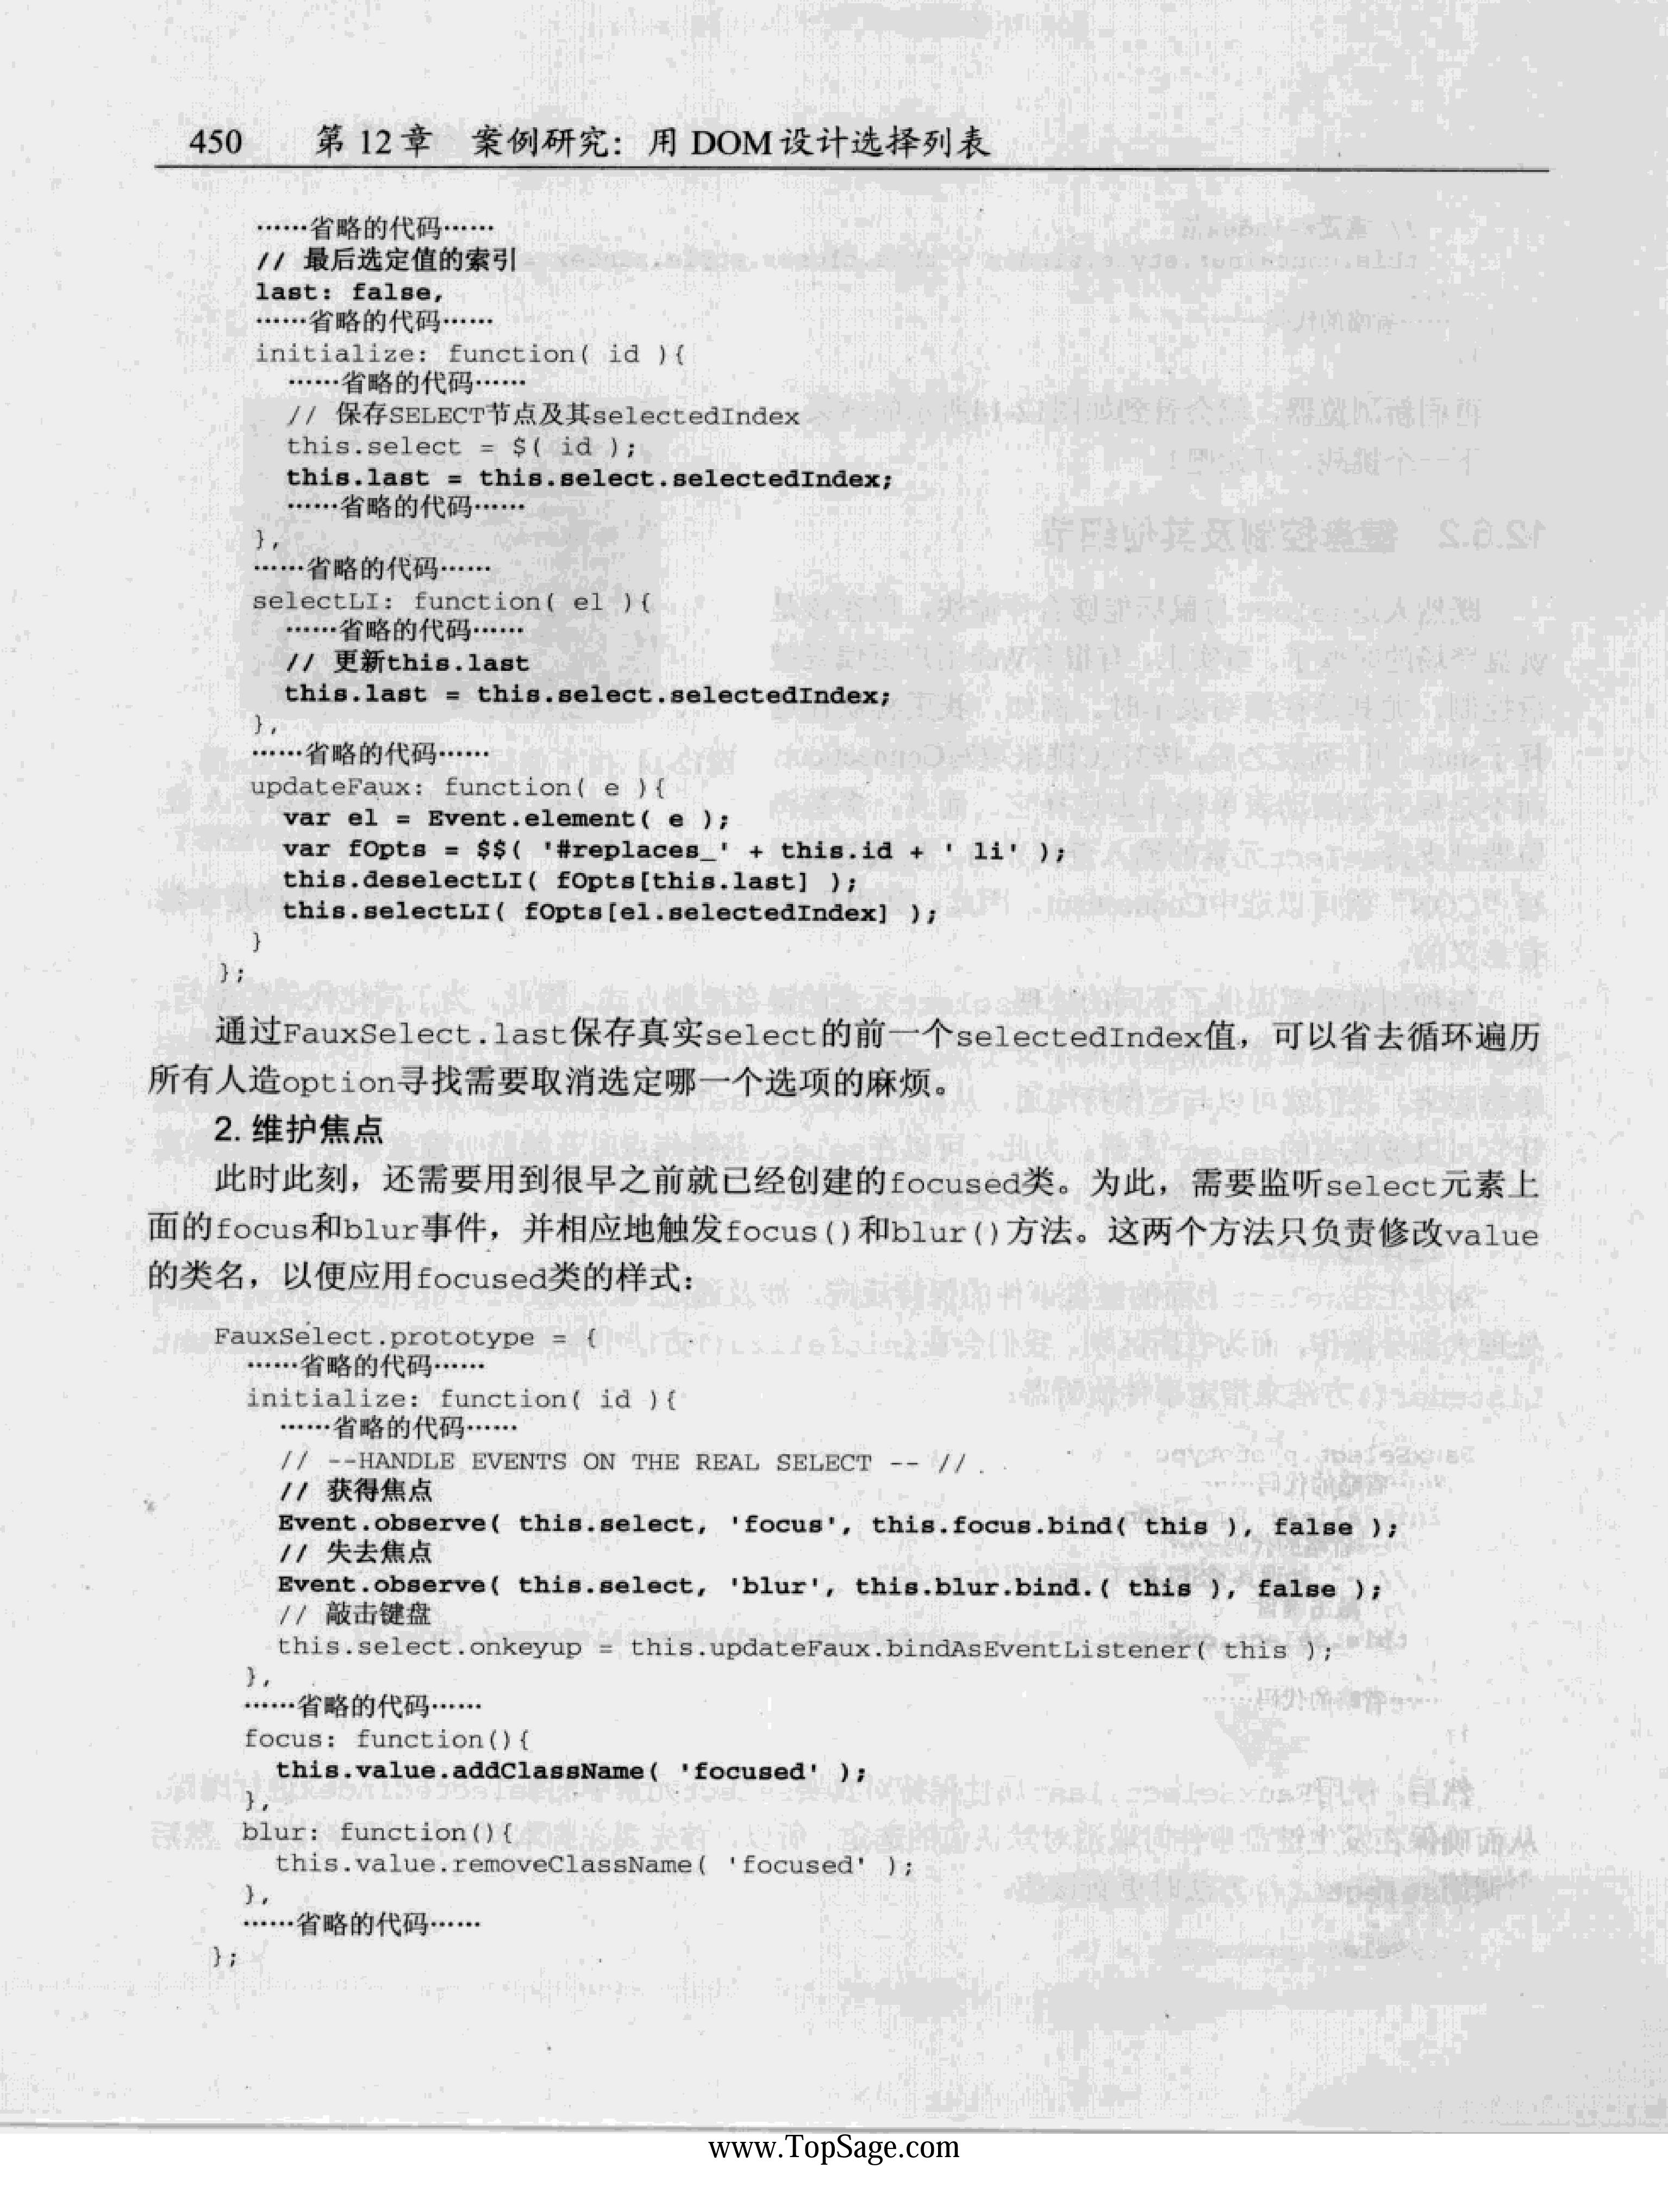 450 第 12 章 案例研究：用 DOM 设计选择列表
……省略的代码……
// 最后选定值的索引
last: false,
……省略的代码……
initialize: function( id ){
……省略的代码……
// 保存SELECT节点及其selectedIndex
this.select = $( id );
this.last = this.select.selectedIndex;
……省略的代码……
},
……省略的代码……
selectLI: function( el ){
……省略的代码……
// 更新this.last
this.last = this.select.selectedIndex;
},
……省略的代码……
updateFaux: function( e ){
var el = Event.element( e );
var fOpts = $$( '#replaces_' + this.id + ' li' );
this.deselectLI( fOpts[this.last] );
this.selectLI( fOpts[el.selectedIndex] );
}
};
通过FauxSelect.last保存真实select的前一个selectedIndex值，可以省去循环遍历
所有人造option寻找需要取消选定哪一个选项的麻烦。
2. 维护焦点
此时此刻，还需要用到很早之前就已经创建的focused类。为此，需要监听select元素上
面的focus和blur事件，并相应地触发focus()和blur()方法。这两个方法只负责修改value
的类名，以便应用focused类的样式：
FauxSelect.prototype = {
……省略的代码……
initialize: function( id ){
……省略的代码……
// --HANDLE EVENTS ON THE REAL SELECT -- //
// 获得焦点
Event.observe( this.select, 'focus', this.focus.bind( this ), false );
// 失去焦点
Event.observe( this.select, 'blur', this.blur.bind.( this ), false );
// 敲击键盘
this.select.onkeyup = this.updateFaux.bindAsEventListener( this );
},
……省略的代码……
focus: function(){
this.value.addClassName( 'focused' );
},
blur: function(){
this.value.removeClassName( 'focused' );
},
……省略的代码……
};
www.TopSage.com